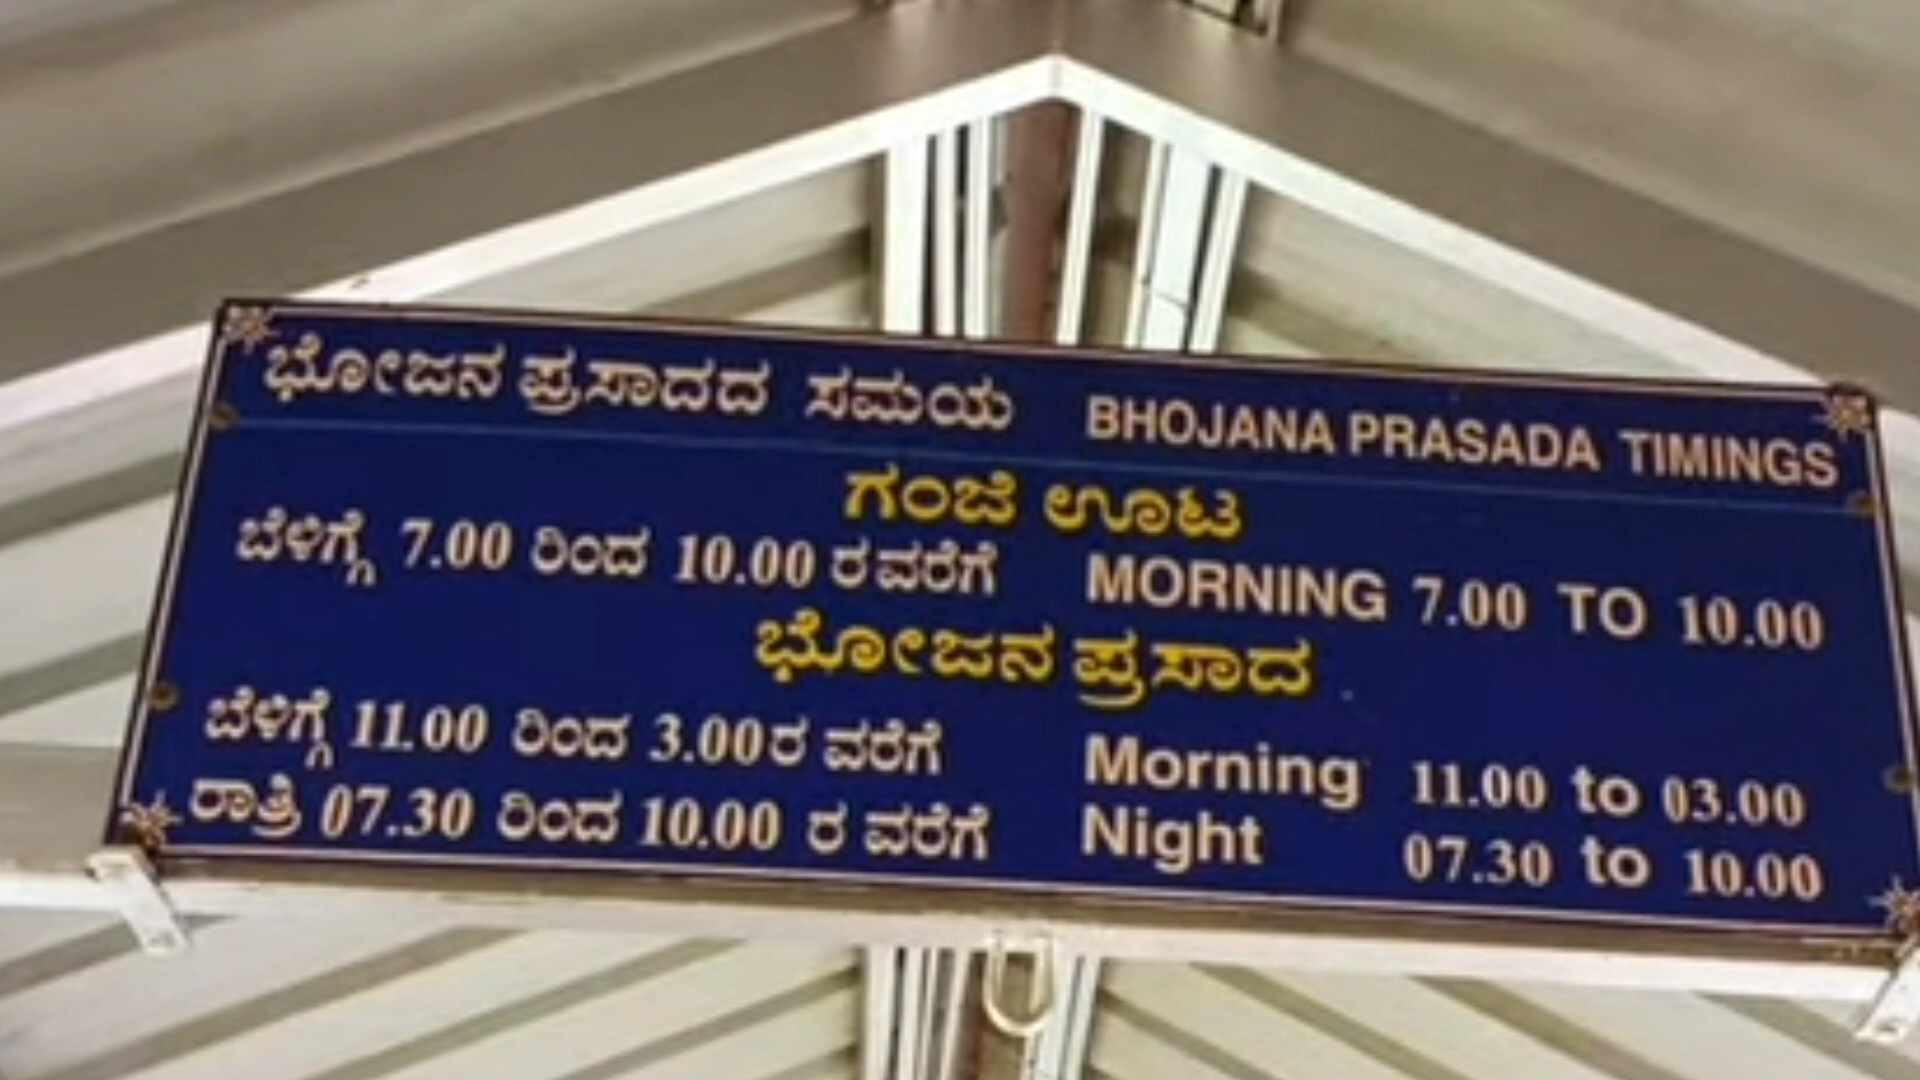 ಭೋಜನ ಪ್ರಸಾದದ ಸಮಯ BHOJANA PRASADA TIMINGS
ಗಂಜಿ ಊಟ
ಬೆಳಿಗ್ಗೆ 7.00 ರಿಂದ 10.00 ರವರೆಗೆ MORNING 7.00 TO 10.00
ಭೋಜನ ಪ್ರಸಾದ
ಬೆಳಿಗ್ಗೆ 11.00 ರಿಂದ 3.00ರ ವರೆಗೆ Morning 11.00 to 03.00
ರಾತ್ರಿ 07.30 ರಿಂದ 10.00 ರ ವರೆಗೆ Night 07.30 to 10.00